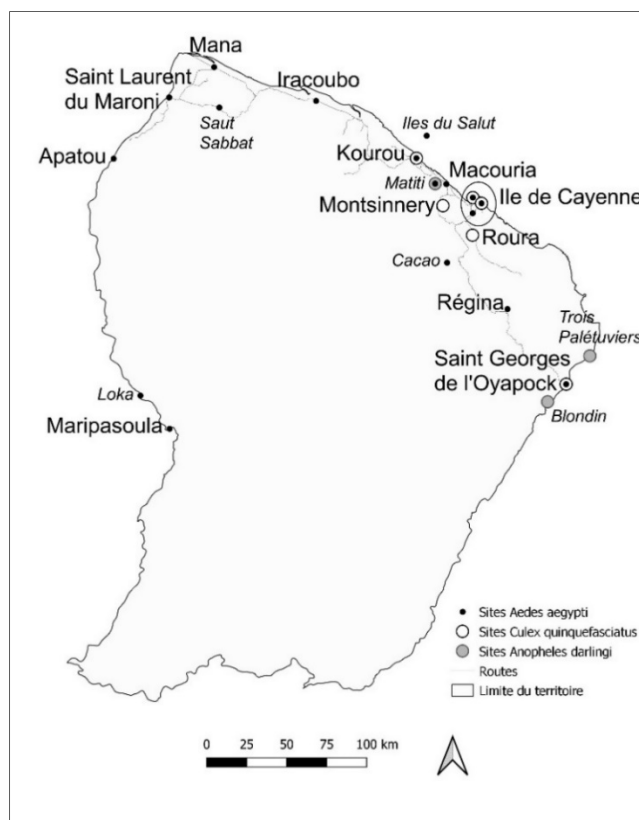 Mana
Saint Laurent
du Maroni
Iracoubo
Saut
Sabbat
Iles du Salut
Apatou
Kourou
Macouria
Matiti
Ile de Cayenne
Montsinnery
Roura
Cacao
Régina
Trois
Palétuviers
Saint Georges
de l'Oyapock
Loka
Blondin
Maripasoula
Sites Aedes aegypti
Sites Culex quinquefasciatus
Sites Anopheles darlingi
Routes
Limite du territoire
0 25 50 75 100 km